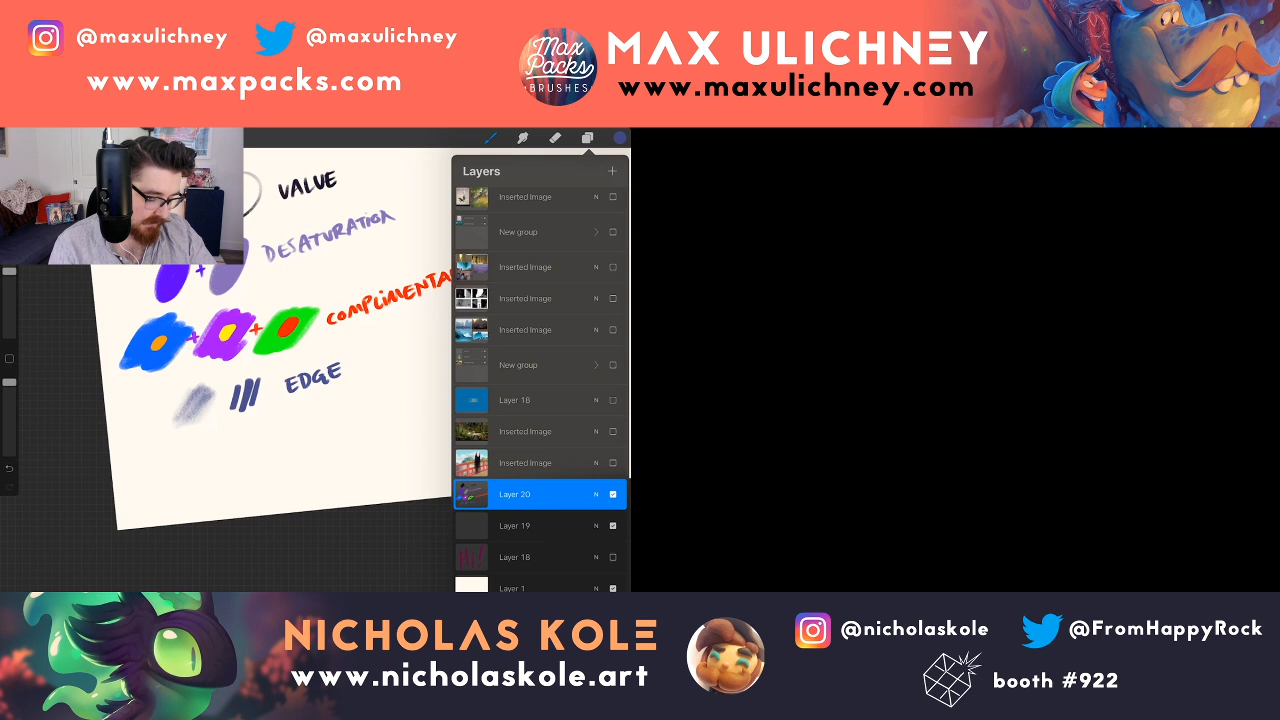 @maxulichney
@maxulichney
www.maxpacks.com
Max
Packs
BRUSHES
MAX ULICHNEY
www.maxulichney.com
VALUE
DESATURATION
+
COMPLIMENTA
+
+
EDGE
Layers
Inserted Image N
New group
Inserted Image N
Inserted Image N
Inserted Image N
New group
Layer 18 N
Inserted Image N
Inserted Image N
Layer 20 N
Layer 19 N
Hi!
Layer 18 N
Layer 1 N
NICHOLAS KOLE
www.nicholaskole.art
@nicholaskole
@FromHappyRock
booth #922